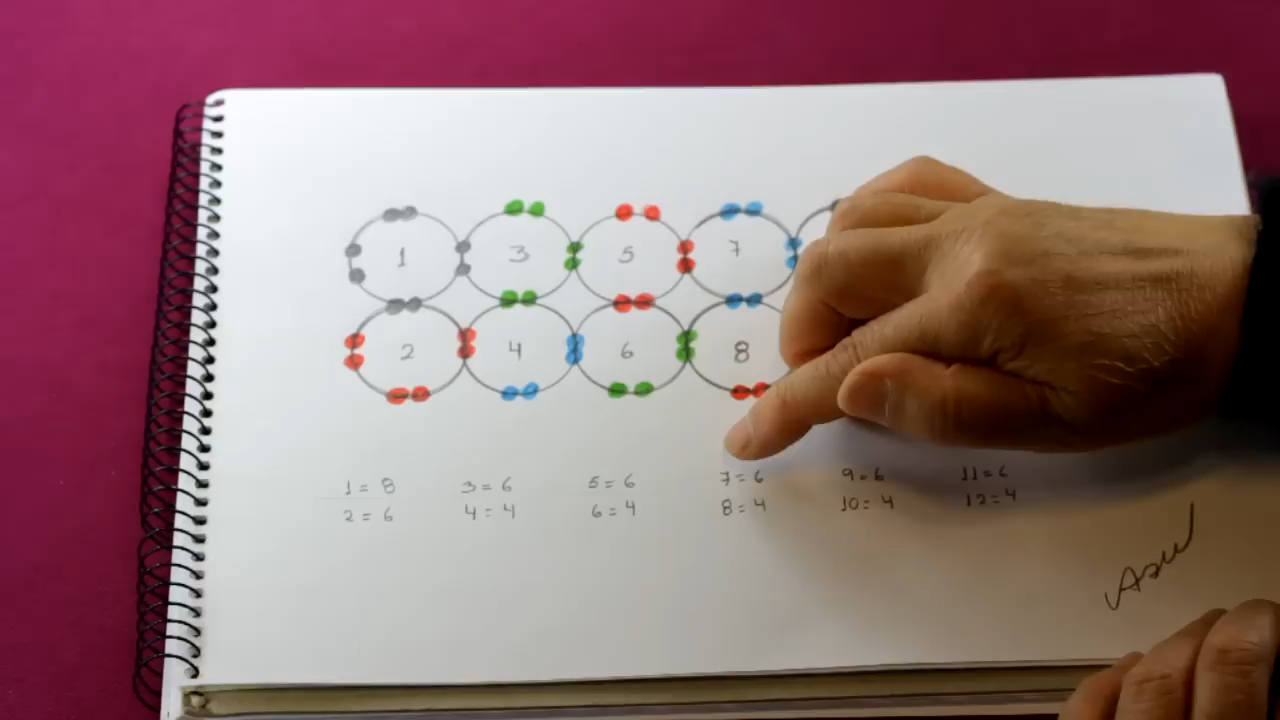 1 3 5 7
2 4 6 8
1 = 8 3 = 6 5 = 6 7 = 6 9 = 6 11 = 6
2 = 6 4 = 4 6 = 4 8 = 4 10 = 4 12 = 4